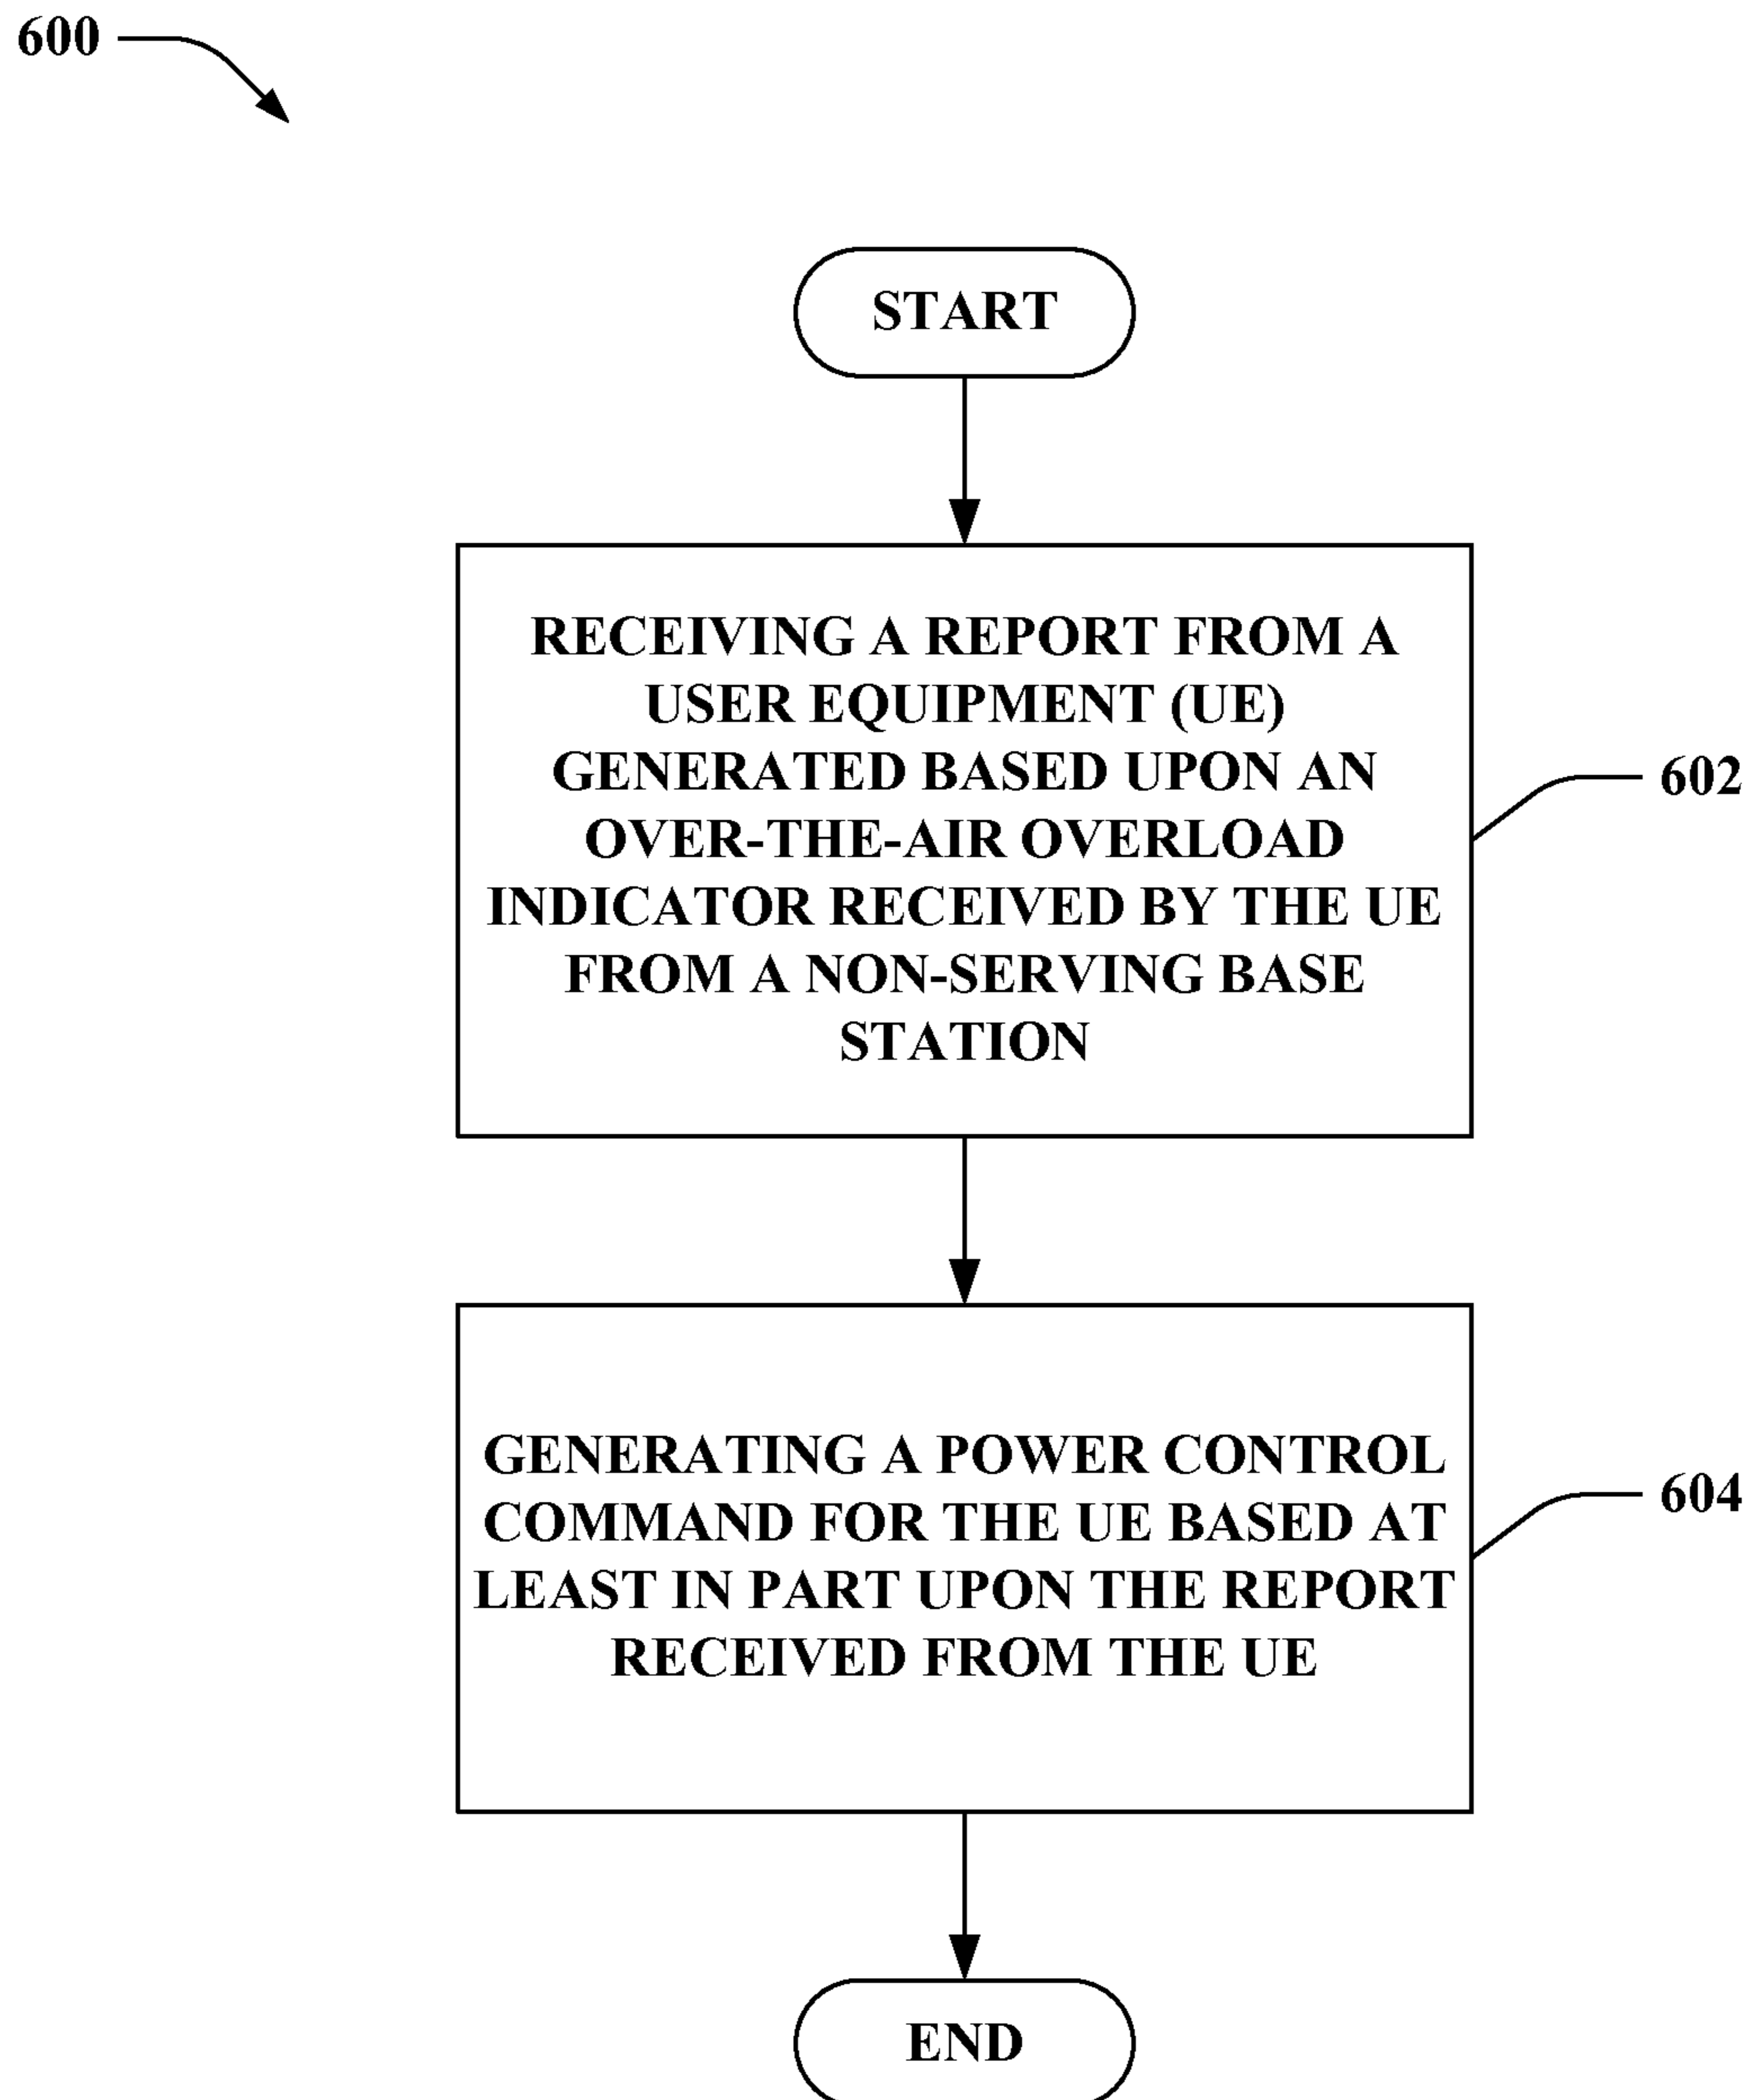 600
START
RECEIVING A REPORT FROM A
USER EQUIPMENT (UE)
GENERATED BASED UPON AN
OVER-THE-AIR OVERLOAD
INDICATOR RECEIVED BY THE UE
FROM A NON-SERVING BASE
STATION
602
GENERATING A POWER CONTROL
COMMAND FOR THE UE BASED AT
LEAST IN PART UPON THE REPORT
RECEIVED FROM THE UE
604
END